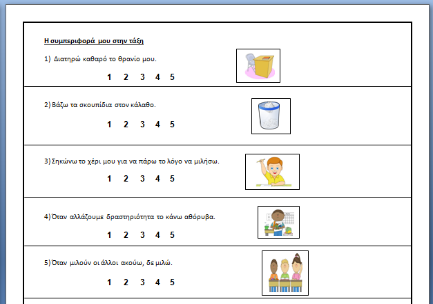 Η συμπεριφορά μου στην τάξη
1) Διατηρώ καθαρό το θρανίο μου.
1 2 3 4 5
2) Βάζω τα σκουπίδια στον κάλαθο.
1 2 3 4 5
3) Σηκώνω το χέρι μου για να πάρω το λόγο να μιλήσω.
1 2 3 4 5
4) Όταν αλλάζουμε δραστηριότητα το κάνω αθόρυβα.
1 2 3 4 5
5) Όταν μιλούν οι άλλοι ακούω, δε μιλώ.
1 2 3 4 5